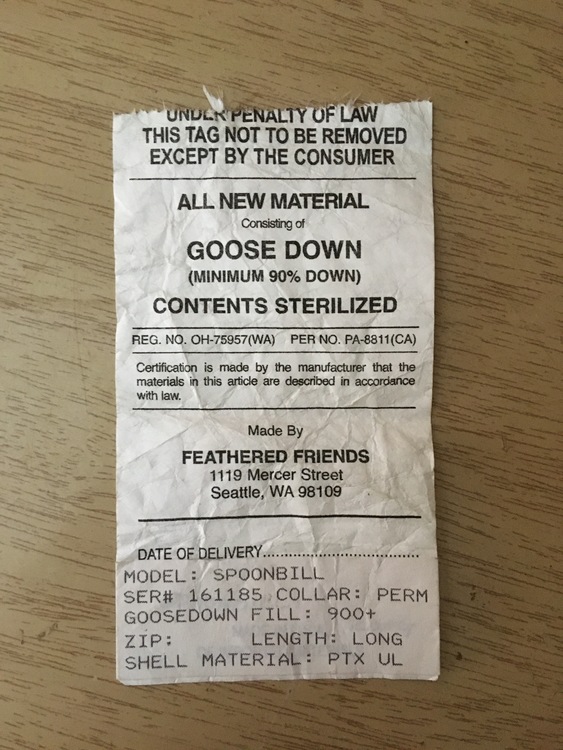 UNDER PENALTY OF LAW
THIS TAG NOT TO BE REMOVED
EXCEPT BY THE CONSUMER
ALL NEW MATERIAL
Consisting of
GOOSE DOWN
(MINIMUM 90% DOWN)
CONTENTS STERILIZED
REG. NO. OH-75957(WA) PER NO. PA-8811(CA)
Certification is made by the manufacturer that the
materials in this article are described in accordance
with law.
Made By
FEATHERED FRIENDS
1119 Mercer Street
Seattle, WA 98109
DATE OF DELIVERY......................................
MODEL: SPOONBILL
SER# 161185 COLLAR: PERM
GOOSEDOWN FILL: 900+
ZIP: LENGTH: LONG
SHELL MATERIAL: PTX UL